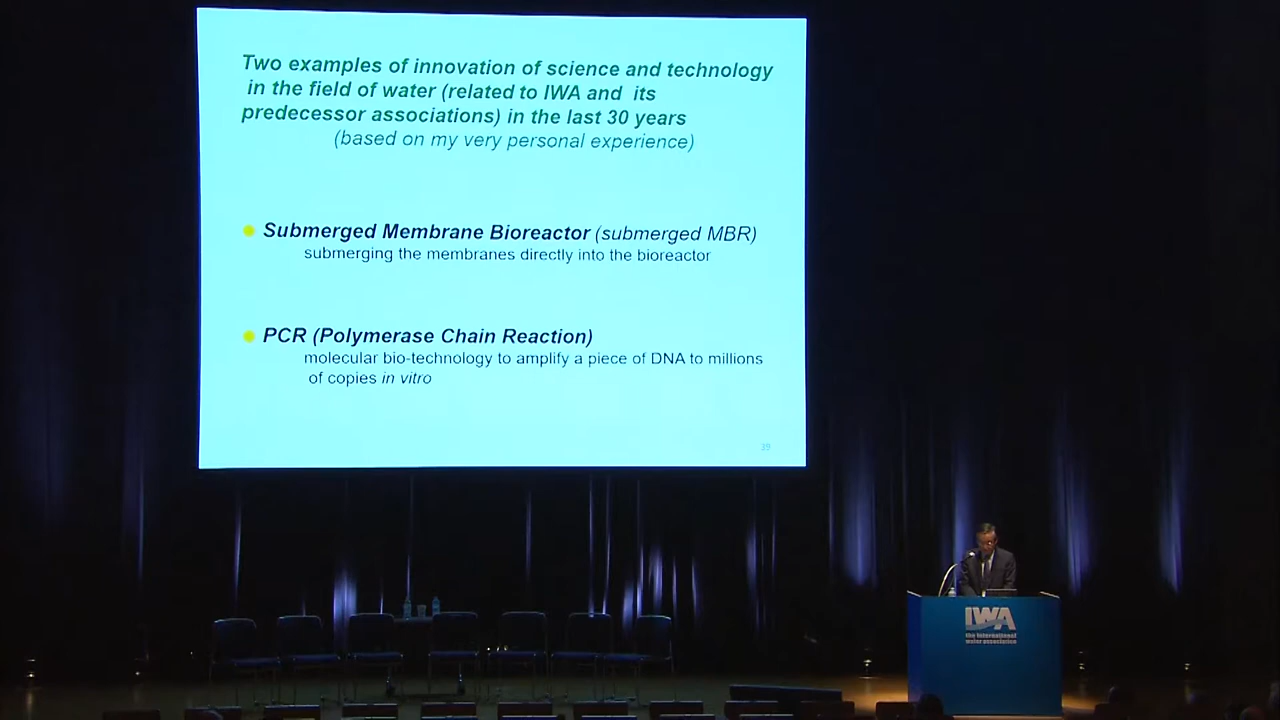 Two examples of innovation of science and technology
in the field of water (related to IWA and its
predecessor associations) in the last 30 years
(based on my very personal experience)
Submerged Membrane Bioreactor (submerged MBR)
submerging the membranes directly into the bioreactor
PCR (Polymerase Chain Reaction)
molecular bio-technology to amplify a piece of DNA to millions
of copies in vitro
39
IWA
the international
water association